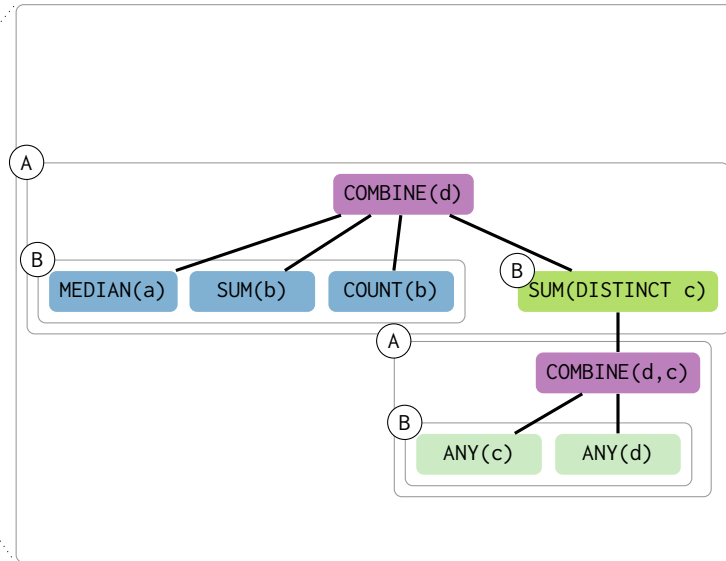 A
COMBINE(d)
B
MEDIAN(a) SUM(b) COUNT(b)
B
SUM(DISTINCT c)
A
COMBINE(d,c)
B
ANY(c) ANY(d)